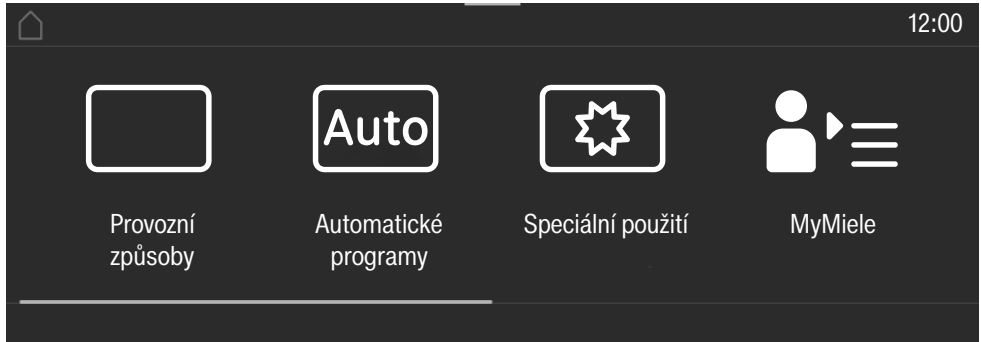 12:00
Auto
Provozní
způsoby
Automatické
programy
Speciální použití
MyMiele